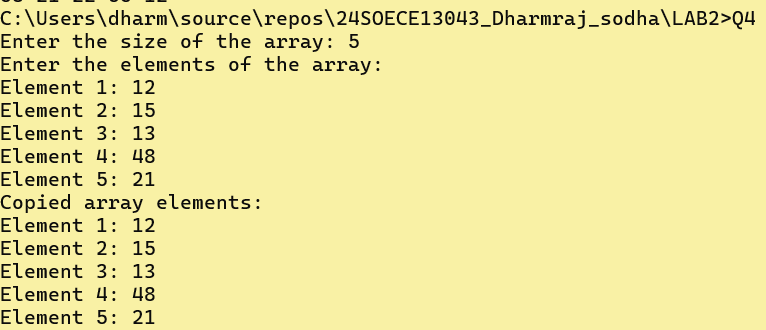 C:\Users\dharm\source\repos\24SOECE13043_Dharmraj_sodha\LAB2>Q4
Enter the size of the array: 5
Enter the elements of the array:
Element 1: 12
Element 2: 15
Element 3: 13
Element 4: 48
Element 5: 21
Copied array elements:
Element 1: 12
Element 2: 15
Element 3: 13
Element 4: 48
Element 5: 21